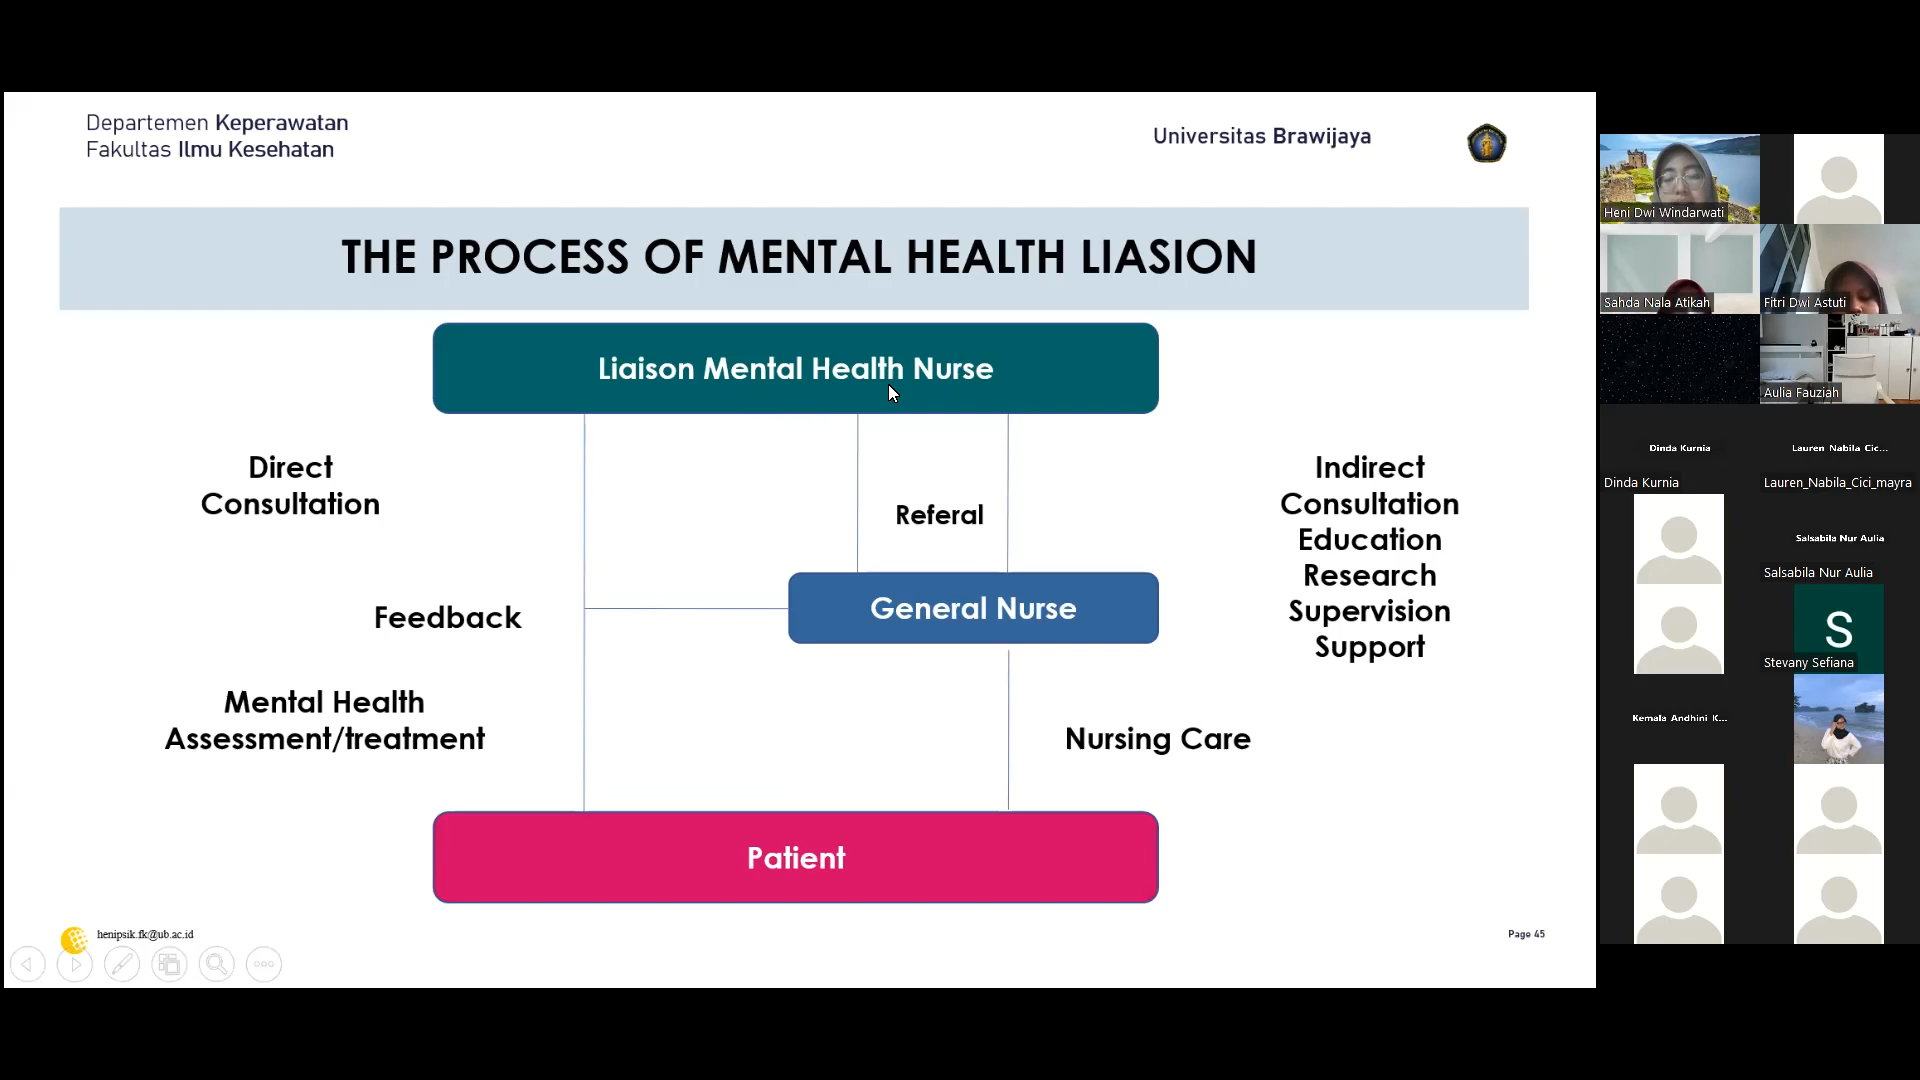 Departemen Keperawatan
Fakultas Ilmu Kesehatan
Universitas Brawijaya
THE PROCESS OF MENTAL HEALTH LIASION
Liaison Mental Health Nurse
Direct
Consultation
Referal
Indirect
Consultation
Education
Research
Supervision
Support
General Nurse
Feedback
Mental Health
Assessment/treatment
Nursing Care
Patient
henipsik.fk@ub.ac.id
Page 45
Heni Dwi Windarwati
Sahda Nala Atikah
Fitri Dwi Astuti
Aulia Fauziah
Dinda Kurnia
Lauren Nabila Cic...
Dinda Kurnia
Lauren_Nabila_Cici_mayra
Salsabila Nur Aulia
Salsabila Nur Aulia
S
Stevany Sefiana
Kemala Andhini K...